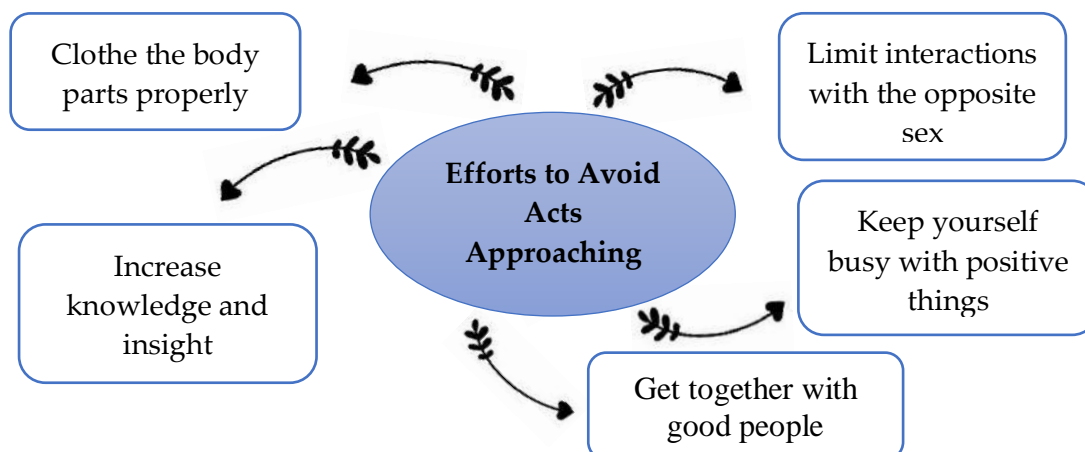 Clothe the body
parts properly
Limit interactions
with the opposite
sex
Efforts to Avoid
Acts
Approaching
Increase
knowledge and
insight
Keep yourself
busy with positive
things
Get together with
good people